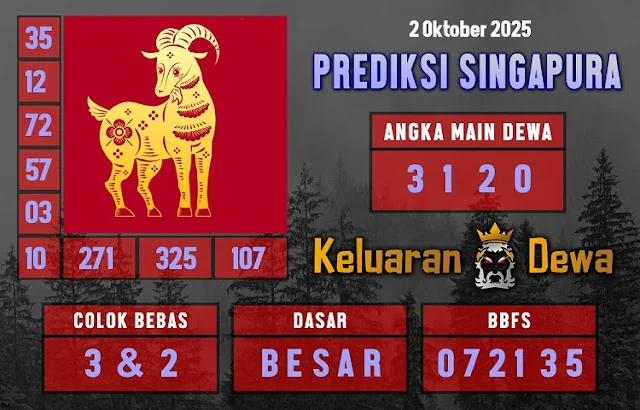 2 Oktober 2025
PREDIKSI SINGAPURA
35
12
72
57
03
10 271 325 107
ANGKA MAIN DEWA
3 1 2 0
Keluaran Dewa
COLOK BEBAS
3 & 2
DASAR
BESAR
BBFS
072135